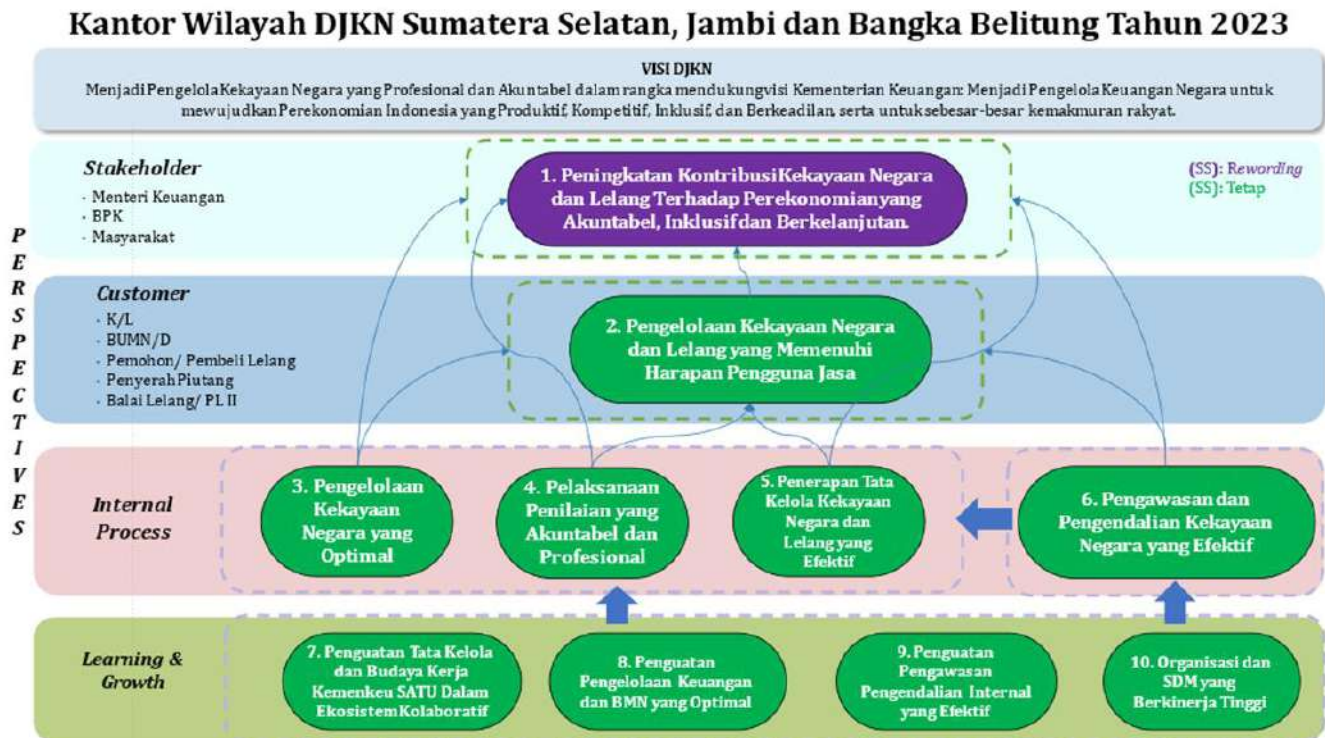 Kantor Wilayah DJKN Sumatera Selatan, Jambi dan Bangka Belitung Tahun 2023
VISI DJKN
Menjadi Pengelola Kekayaan Negara yang Profesional dan Akuntabel dalam rangka mendukung visi Kementerian Keuangan: Menjadi Pengelola Keuangan Negara untuk
mewujudkan Perekonomian Indonesia yang Produktif, Kompetitif, Inklusif, dan Berkeadilan, serta untuk sebesar-besar kemakmuran rakyat.
PERSPECTIVES
Stakeholder
- Menteri Keuangan
- BPK
- Masyarakat
1. Peningkatan Kontribusi Kekayaan Negara
dan Lelang Terhadap Perekonomian yang
Akuntabel, Inklusif dan Berkelanjutan.
(SS): Rewording
(SS): Tetap
Customer
- K/L
- BUMN/D
- Pemohon/ Pembeli Lelang
- Penyerah Piutang
- Balai Lelang/ PL II
2. Pengelolaan Kekayaan Negara
dan Lelang yang Memenuhi
Harapan Pengguna Jasa
Internal
Process
3. Pengelolaan
Kekayaan
Negara yang
Optimal
4. Pelaksanaan
Penilaian yang
Akuntabel dan
Profesional
5. Penerapan Tata
Kelola Kekayaan
Negara dan
Lelang yang
Efektif
6. Pengawasan dan
Pengendalian Kekayaan
Negara yang Efektif
Learning &
Growth
7. Penguatan Tata Kelola
dan Budaya Kerja
Kemenkeu SATU Dalam
Ekosistem Kolaboratif
8. Penguatan
Pengelolaan Keuangan
dan BMN yang Optimal
9. Penguatan
Pengawasan
Pengendalian Internal
yang Efektif
10. Organisasi dan
SDM yang
Berkinerja Tinggi